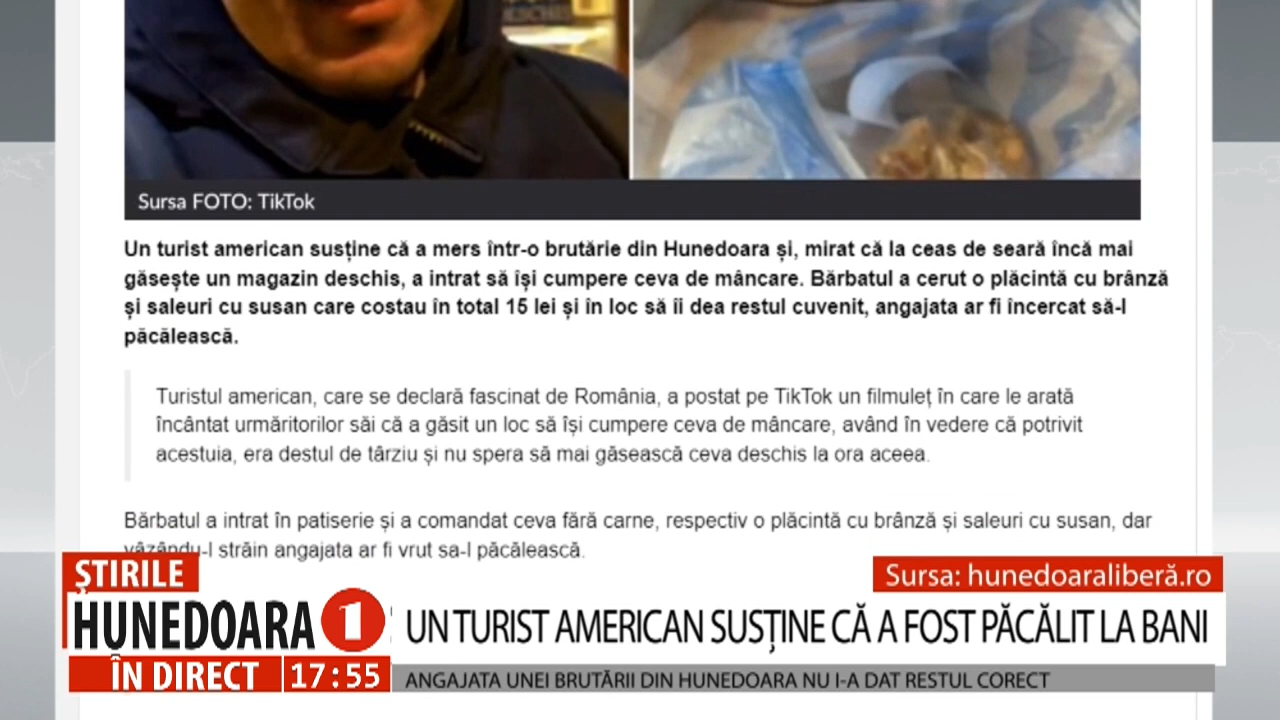 Sursa FOTO: TikTok
Un turist american susține că a mers într-o brutărie din Hunedoara și, mirat că la ceas de seară încă mai
găsește un magazin deschis, a intrat să își cumpere ceva de mâncare. Bărbatul a cerut o plăcintă cu brânză
și saleuri cu susan care costau în total 15 lei și în loc să îi dea restul cuvenit, angajata ar fi încercat să-l
păcălească.
Turistul american, care se declară fascinat de România, a postat pe TikTok un filmuleț în care le arată
încântat urmăritorilor săi că a găsit un loc să își cumpere ceva de mâncare, având în vedere că potrivit
acestuia, era destul de târziu și nu spera să mai găsească ceva deschis la ora aceea.
Bărbatul a intrat în patiserie și a comandat ceva fără carne, respectiv o plăcintă cu brânză și saleuri cu susan, dar
văzându-l străin angajata ar fi vrut sa-l păcălească.
ŞTIRILE
Sursa: hunedoaraliberă.ro
HUNEDOARA 1
UN TURIST AMERICAN SUSȚINE CĂ A FOST PĂCĂLIT LA BANI
ÎN DIRECT 17:55
ANGAJATA UNEI BRUTĂRII DIN HUNEDOARA NU I-A DAT RESTUL CORECT